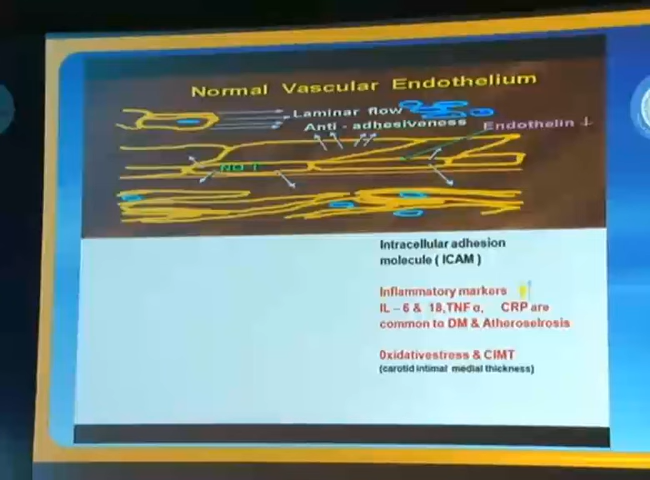 Normal Vascular Endothelium
Laminar flow
Anti - adhesiveness
Endothelin ↓
NO ↑
Intracellular adhesion
molecule ( ICAM )
Inflammatory markers
IL – 6 & 18,TNF α, CRP are
common to DM & Atheroselrosis
Oxidativestress & CIMT
(carotid intimal medial thickness)